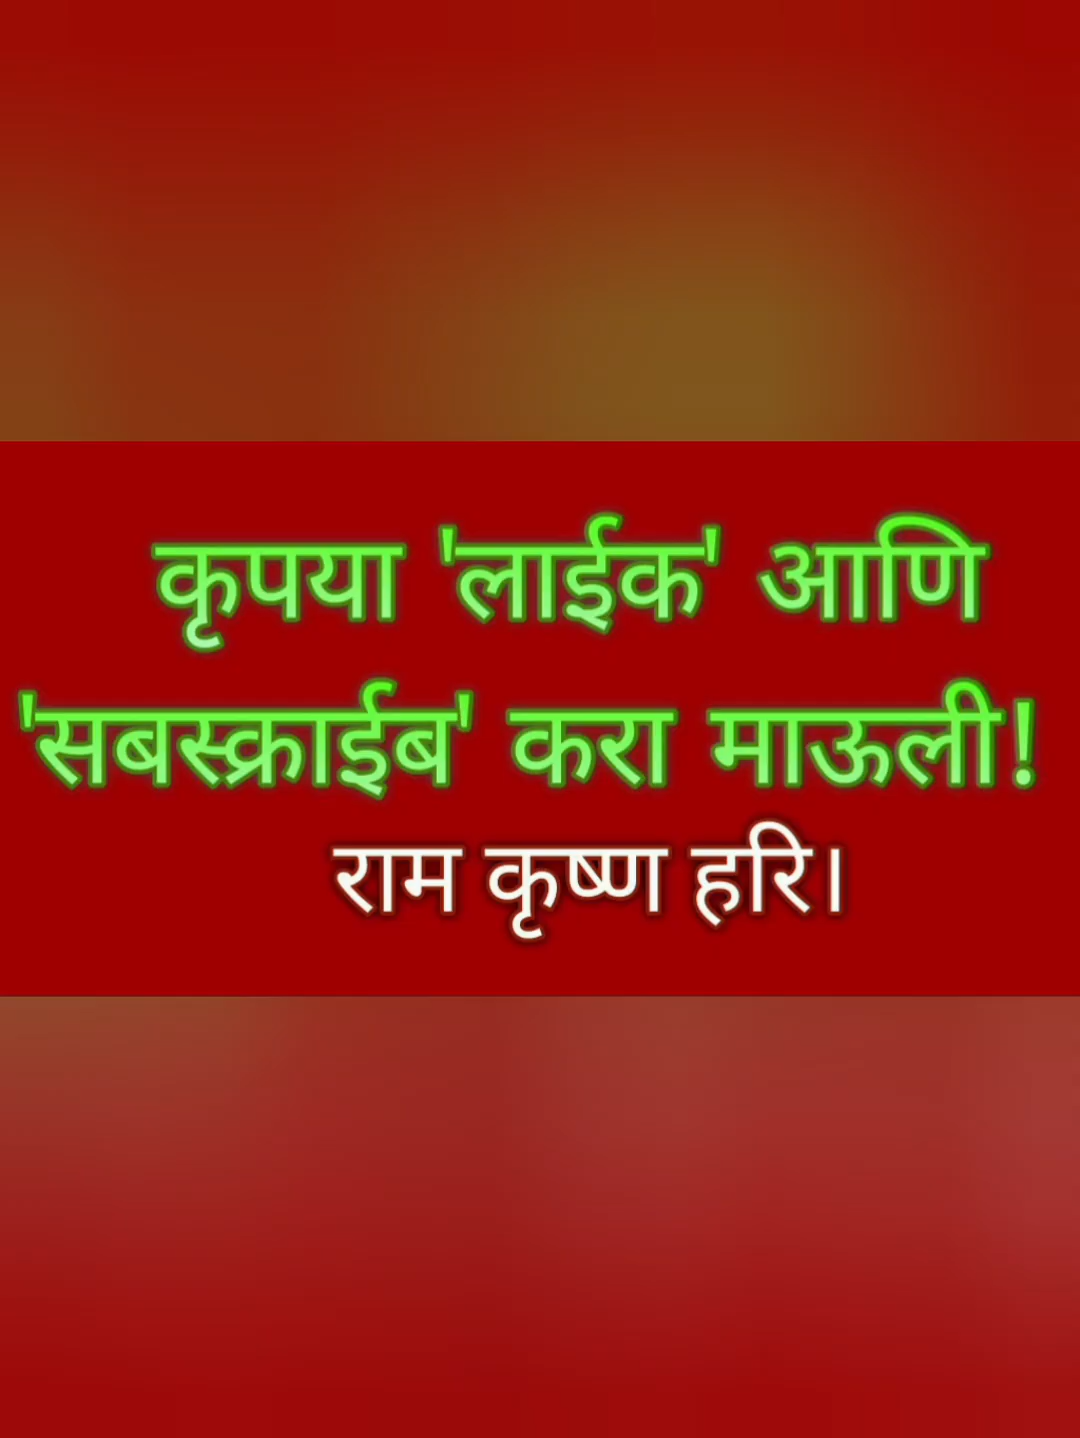 कृपया 'लाईक' आणि
'सबस्क्राईब' करा माऊली!
राम कृष्ण हरि।